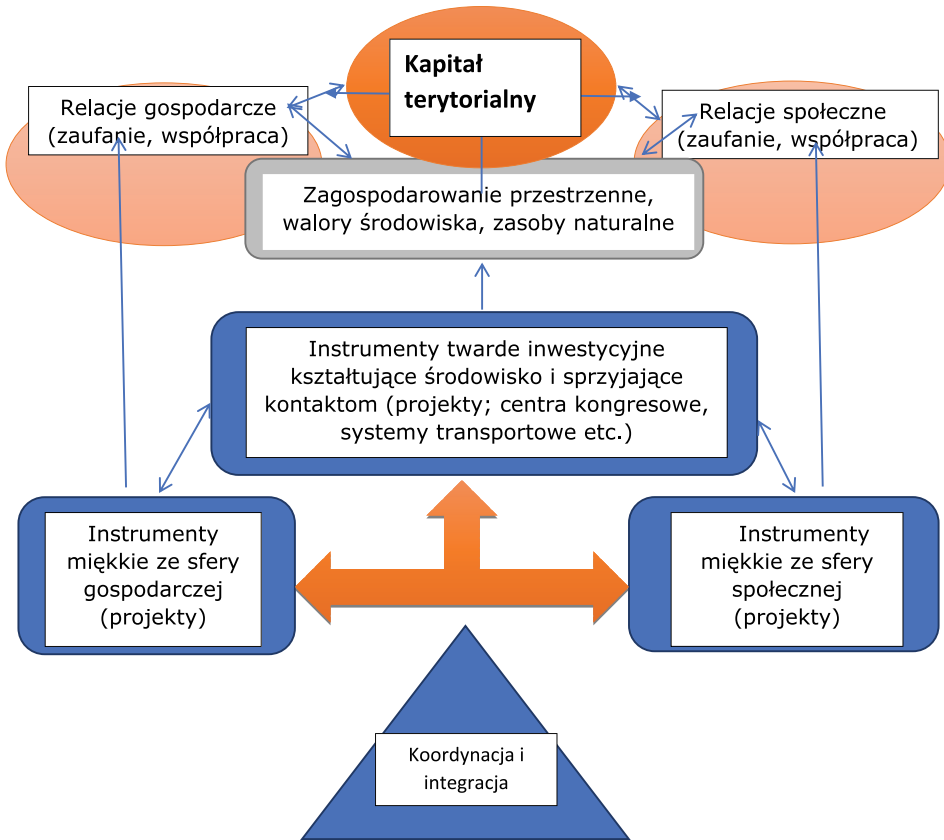 Kapitał
terytorialny
Relacje gospodarcze
(zaufanie, współpraca)
Relacje społeczne
(zaufanie, współpraca)
Zagospodarowanie przestrzenne,
walory środowiska, zasoby naturalne
Instrumenty twarde inwestycyjne
kształtujące środowisko i sprzyjające
kontaktom (projekty; centra kongresowe,
systemy transportowe etc.)
Instrumenty
miękkie ze sfery
gospodarczej
(projekty)
Instrumenty
miękkie ze sfery
społecznej
(projekty)
Koordynacja i
integracja